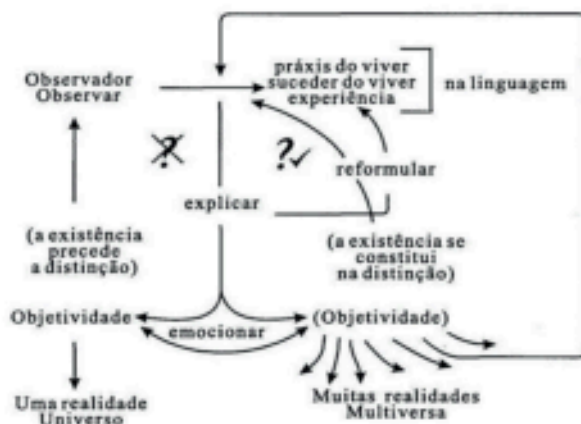 práxis do viver
suceder do viver
experiência
na linguagem
Observador
Observar
?
?
reformular
explicar
(a existência
precede
a distinção)
(a existência se
constitui
na distinção)
Objetividade
emocionar
(Objetividade)
Uma realidade
Universo
Muitas realidades
Multiversa